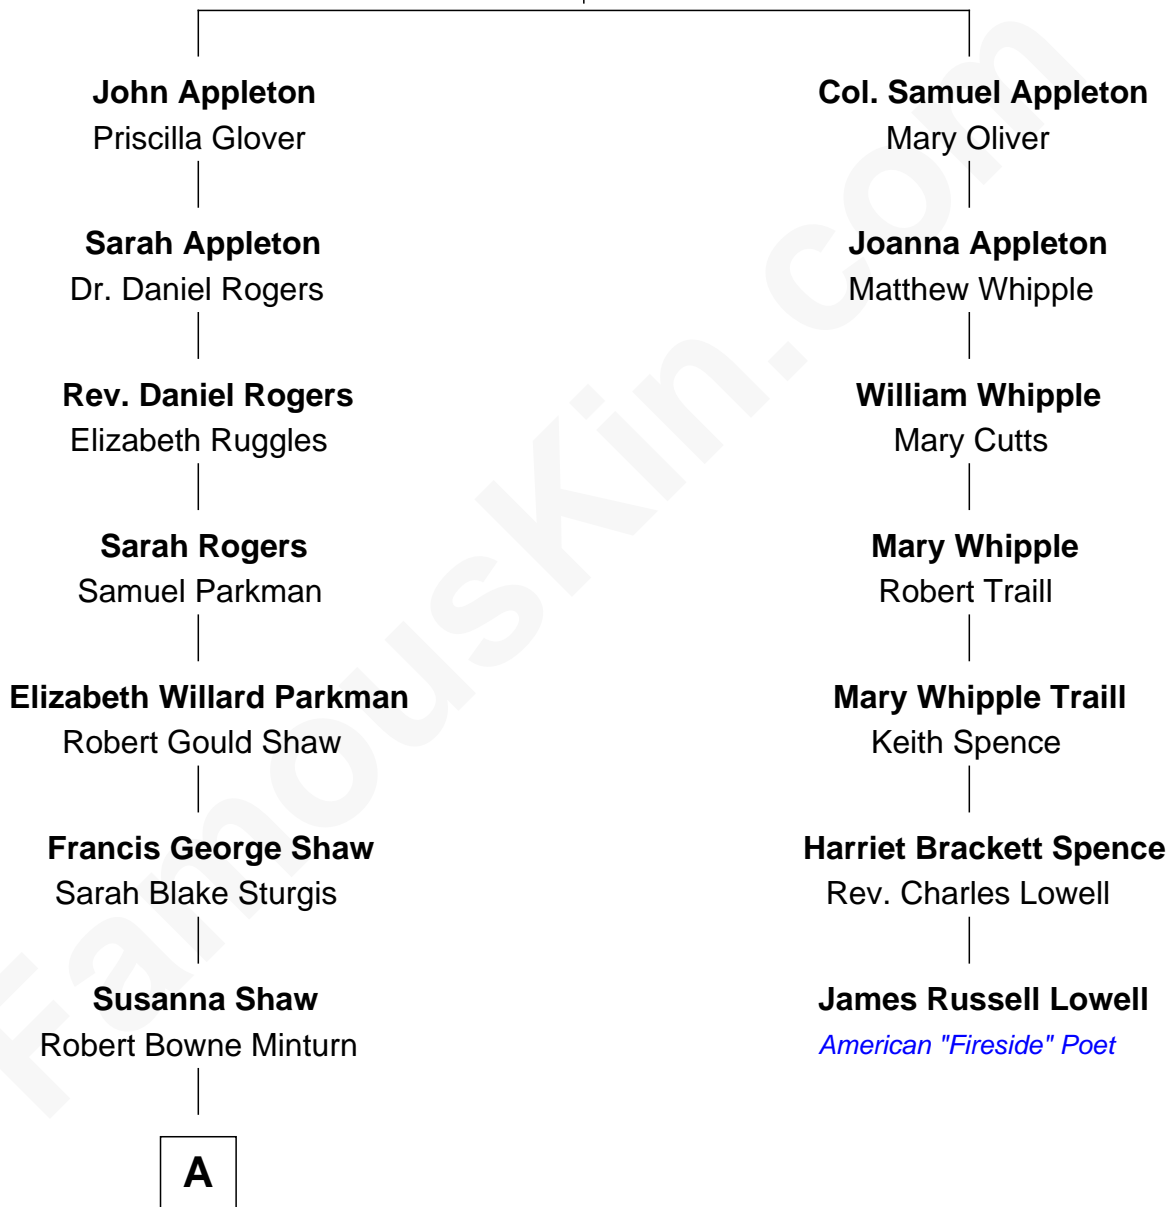 John Appleton
Priscilla Glover
Sarah Appleton
Dr. Daniel Rogers
Rev. Daniel Rogers
Elizabeth Ruggles
Sarah Rogers
Samuel Parkman
Elizabeth Willard Parkman
Robert Gould Shaw
Francis George Shaw
Sarah Blake Sturgis
Susanna Shaw
Robert Bowne Minturn
A
Col. Samuel Appleton
Mary Oliver
Joanna Appleton
Matthew Whipple
William Whipple
Mary Cutts
Mary Whipple
Robert Traill
Mary Whipple Traill
Keith Spence
Harriet Brackett Spence
Rev. Charles Lowell
James Russell Lowell
American "Fireside" Poet
FamousKin.com